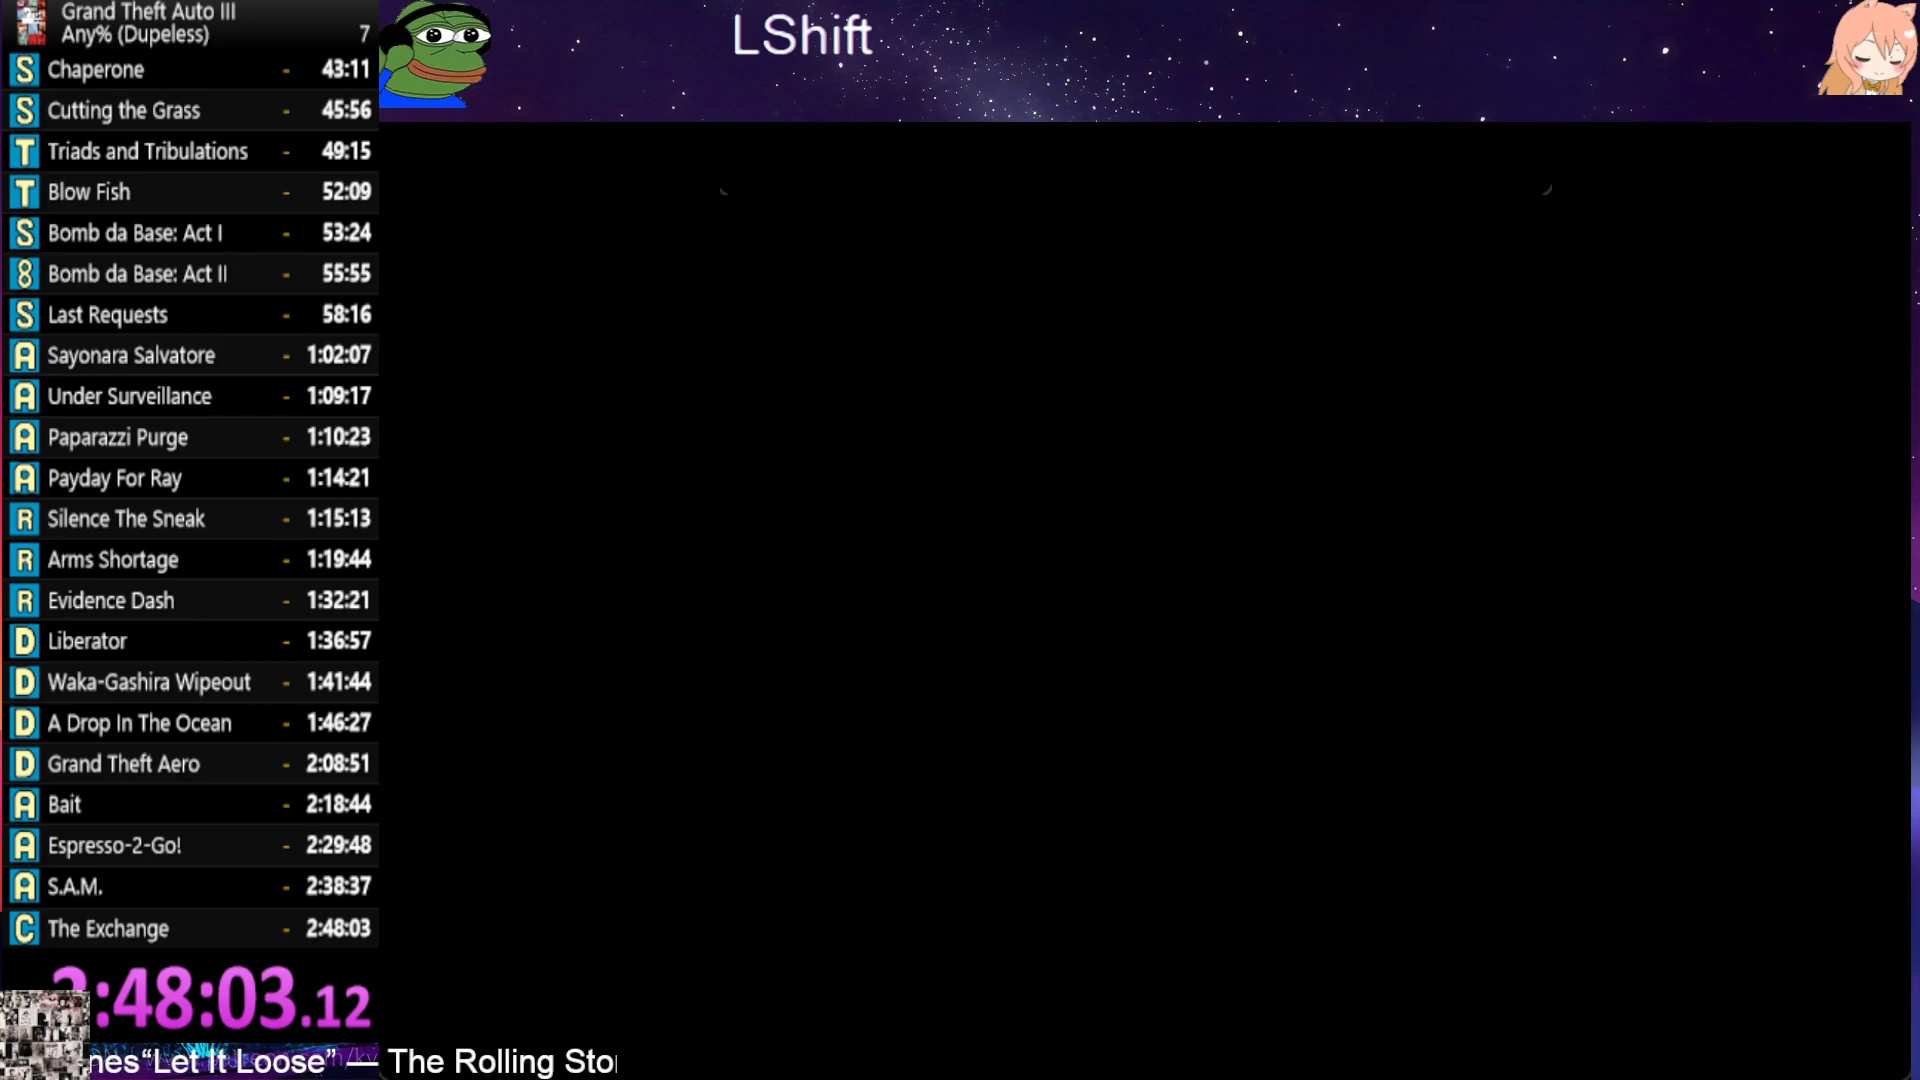 Grand Theft Auto III
Any% (Dupeless) 7
LShift
S Chaperone - 43:11
S Cutting the Grass - 45:56
T Triads and Tribulations - 49:15
T Blow Fish - 52:09
S Bomb da Base: Act I - 53:24
8 Bomb da Base: Act II - 55:55
S Last Requests - 58:16
A Sayonara Salvatore - 1:02:07
A Under Surveillance - 1:09:17
A Paparazzi Purge - 1:10:23
A Payday For Ray - 1:14:21
R Silence The Sneak - 1:15:13
R Arms Shortage - 1:19:44
R Evidence Dash - 1:32:21
D Liberator - 1:36:57
D Waka-Gashira Wipeout - 1:41:44
D A Drop In The Ocean - 1:46:27
D Grand Theft Aero - 2:08:51
A Bait - 2:18:44
A Espresso-2-Go! - 2:29:48
A S.A.M. - 2:38:37
C The Exchange - 2:48:03
2:48:03.12
nes“Let It Loose” — The Rolling Sto